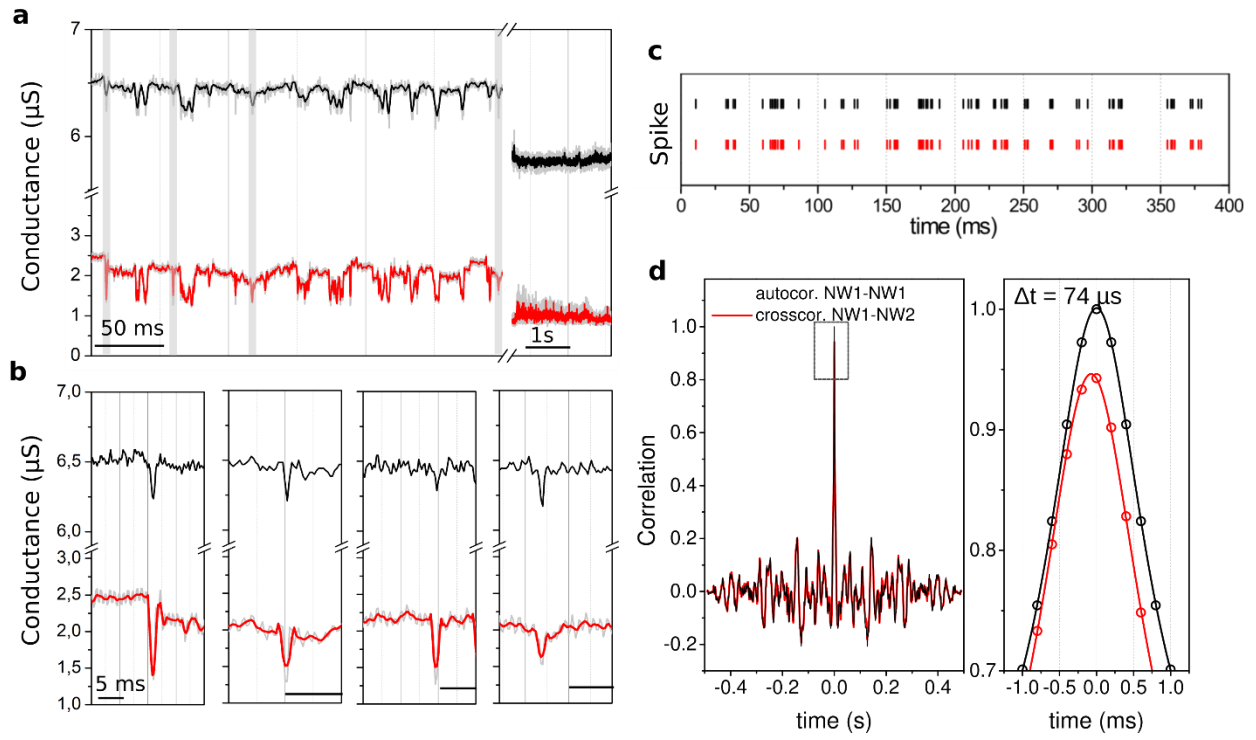 a
7
6
Conductance (µS)
2
1
0
50 ms
1s
b
7,0
6,5
6,0
3,0
2,5
2,0
1,5
1,0
Conductance (µS)
5 ms
c
Spike
0 50 100 150 200 250 300 350 400
time (ms)
d
autocor. NW1-NW1
crosscor. NW1-NW2
1.0
0.8
0.6
0.4
0.2
0.0
-0.2
Correlation
-0.4 -0.2 0.0 0.2 0.4
time (s)
Δt = 74 µs
1.0
0.9
0.8
0.7
-1.0 -0.5 0.0 0.5 1.0
time (ms)